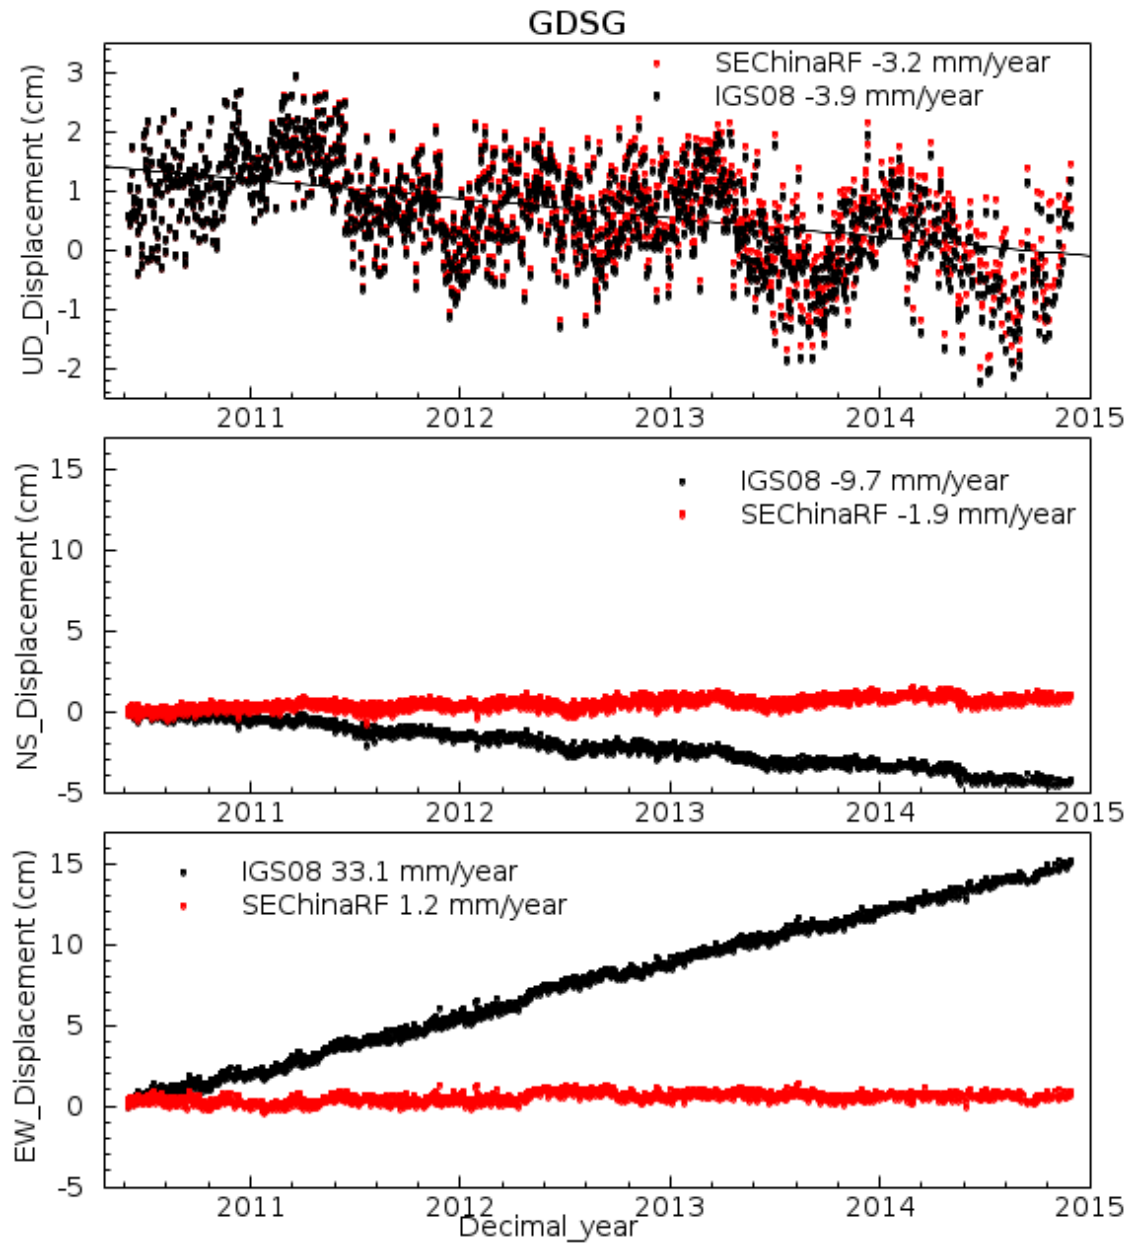 GDSG
SEChinaRF -3.2 mm/year
IGS08 -3.9 mm/year
UD_Displacement (cm)
3
2
1
0
-1
-2
2011 2012 2013 2014 2015
IGS08 -9.7 mm/year
SEChinaRF -1.9 mm/year
NS_Displacement (cm)
15
10
5
0
-5
2011 2012 2013 2014 2015
IGS08 33.1 mm/year
SEChinaRF 1.2 mm/year
EW_Displacement (cm)
15
10
5
0
-5
2011 2012 2013 2014 2015
Decimal_year